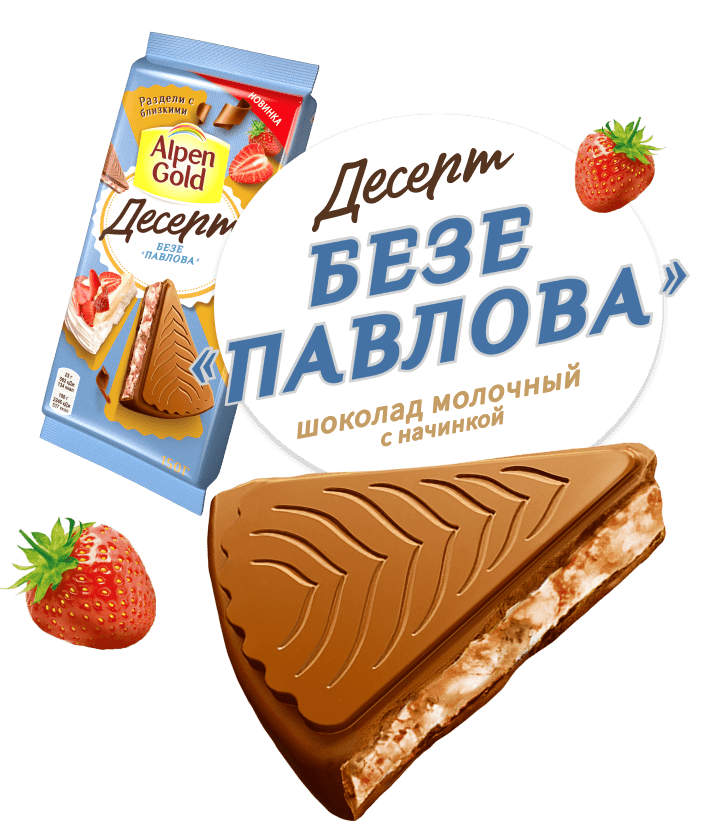 Раздели с
близкими
НОВИНКА
Alpen
Gold
Десерт
БЕЗЕ
"ПАВЛОВА"
Десерт
БЕЗЕ
«ПАВЛОВА»
шоколад молочный
с начинкой